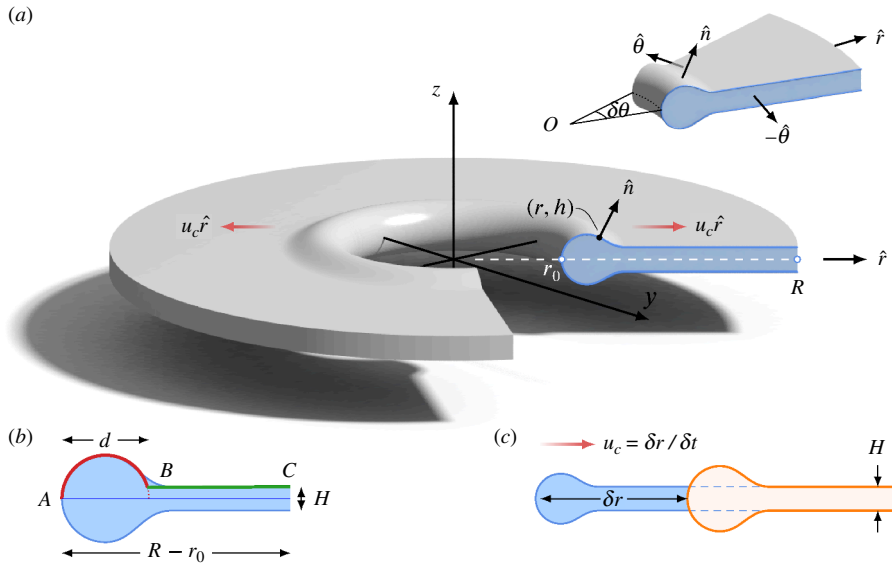 (a)
θ̂
n̂
r̂
O
δθ
−θ̂
z
n̂
(r, h)
u_c r̂
u_c r̂
r_0
r̂
R
y
(b)
d
A
B
C
H
R − r_0
(c)
u_c = δr / δt
H
δr